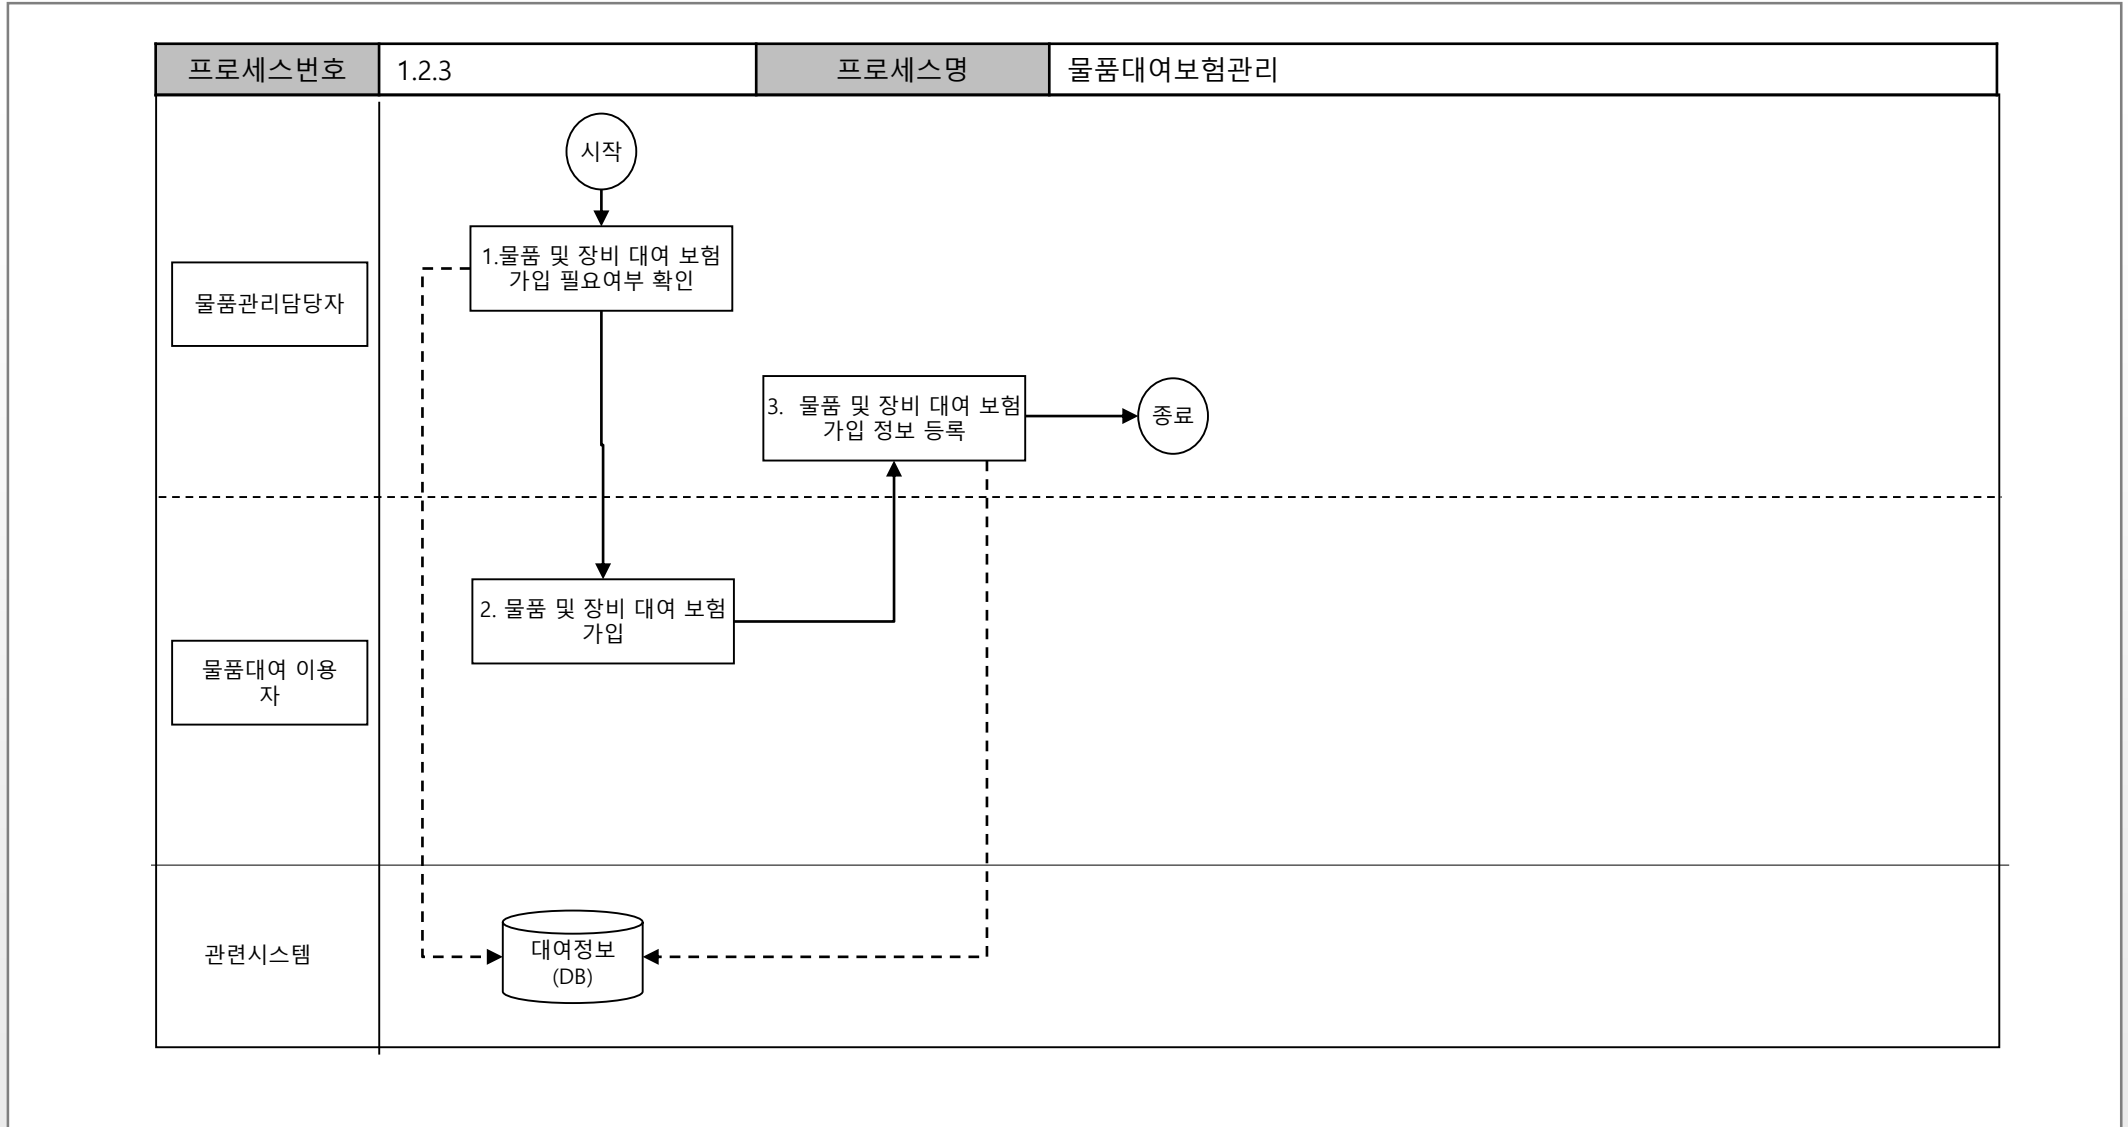 프로세스번호 1.2.3 프로세스명 물품대여보험관리
시작
1.물품 및 장비 대여 보험
가입 필요여부 확인
물품관리담당자
3. 물품 및 장비 대여 보험
가입 정보 등록
종료
2. 물품 및 장비 대여 보험
가입
물품대여 이용
자
관련시스템
대여정보
(DB)